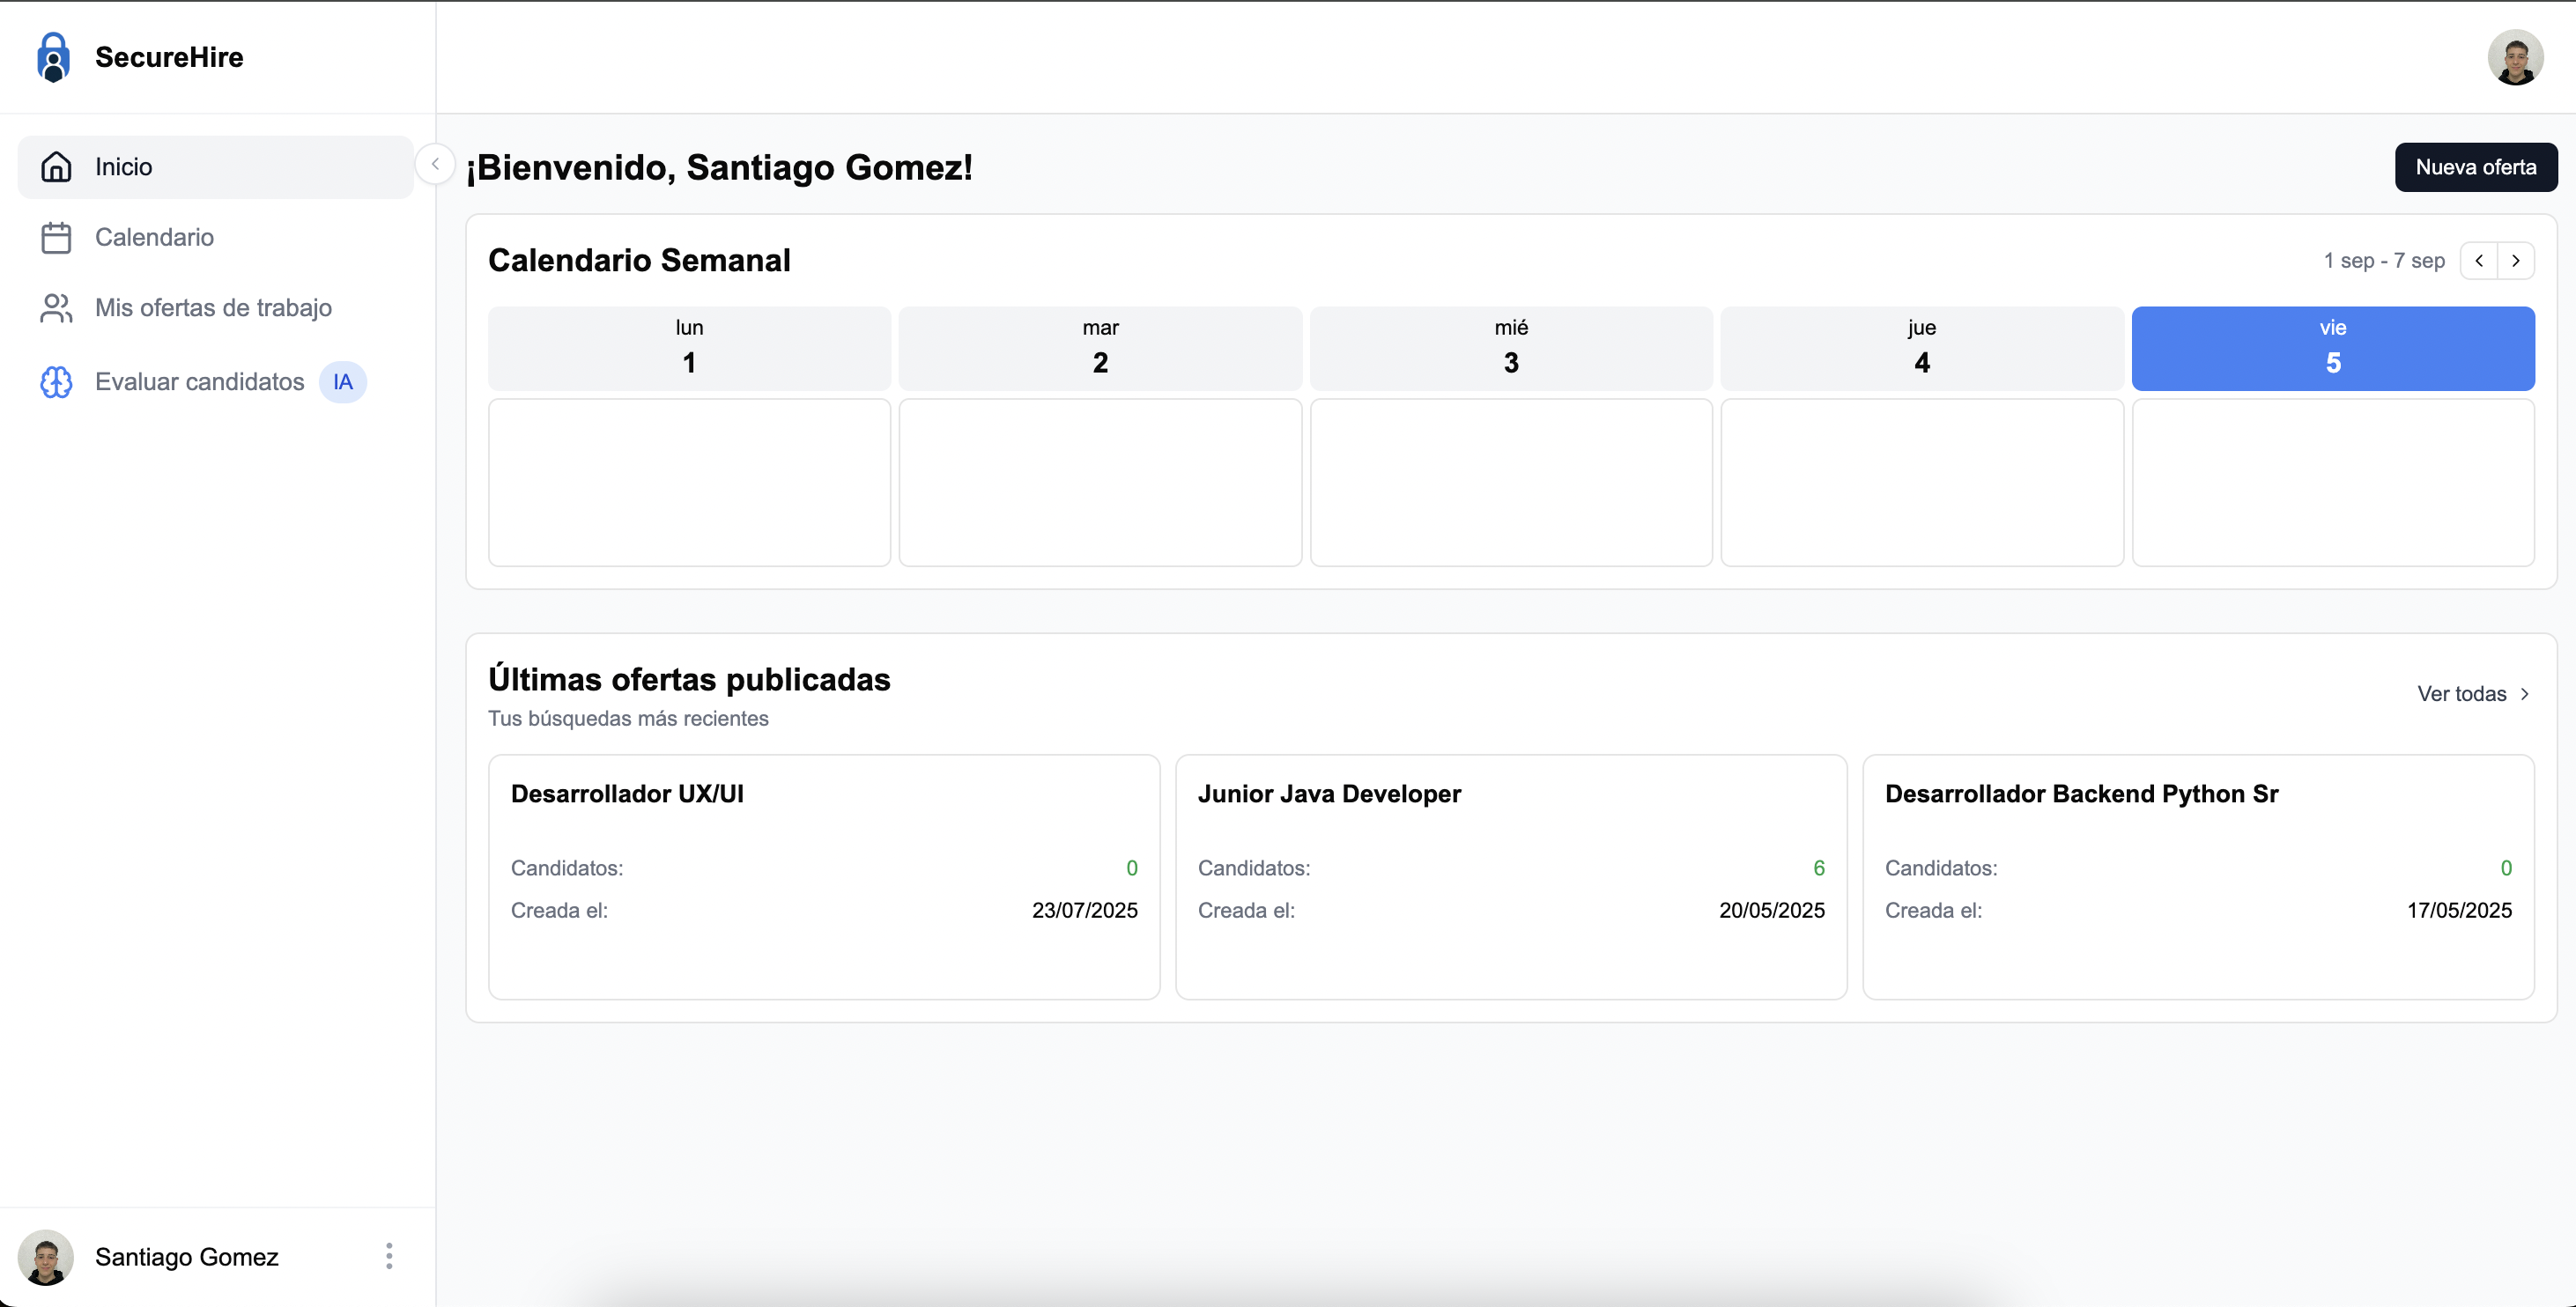 SecureHire
Inicio
Calendario
Mis ofertas de trabajo
Evaluar candidatos IA
Santiago Gomez
¡Bienvenido, Santiago Gomez!
Nueva oferta
Calendario Semanal
1 sep - 7 sep
lun
1
mar
2
mié
3
jue
4
vie
5
Últimas ofertas publicadas
Tus búsquedas más recientes
Ver todas
Desarrollador UX/UI
Candidatos: 0
Creada el: 23/07/2025
Junior Java Developer
Candidatos: 6
Creada el: 20/05/2025
Desarrollador Backend Python Sr
Candidatos: 0
Creada el: 17/05/2025